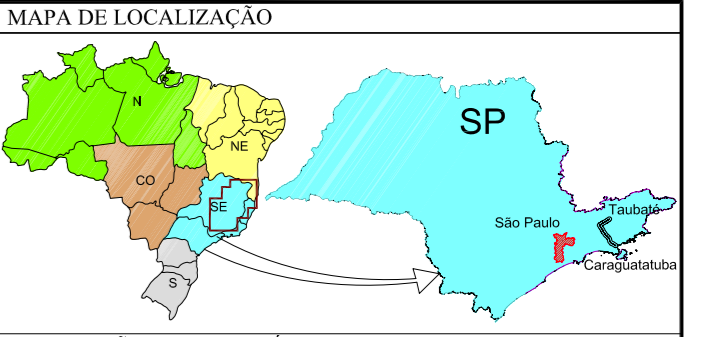 MAPA DE LOCALIZAÇÃO
N
NE
CO
SE
S
SP
São Paulo
Taubaté
Caraguatatuba